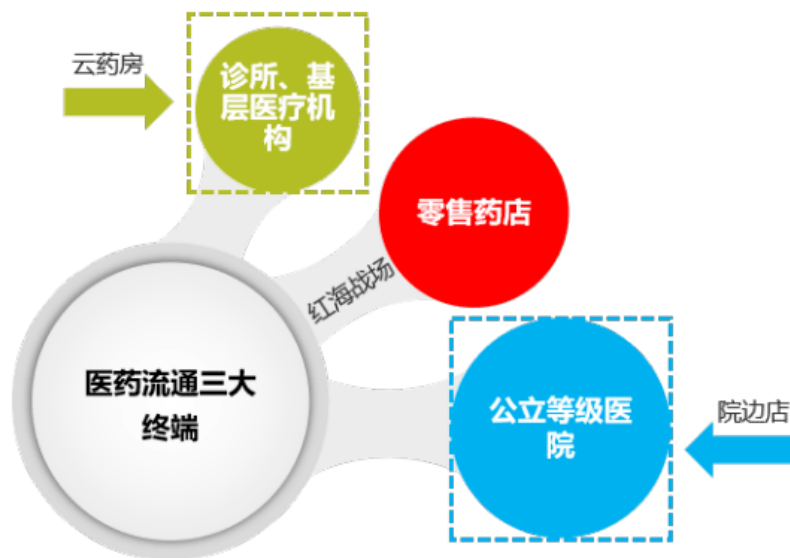 云药房
诊所、基
层医疗机
构
零售药店
红海战场
医药流通三大
终端
公立等级医
院
院边店